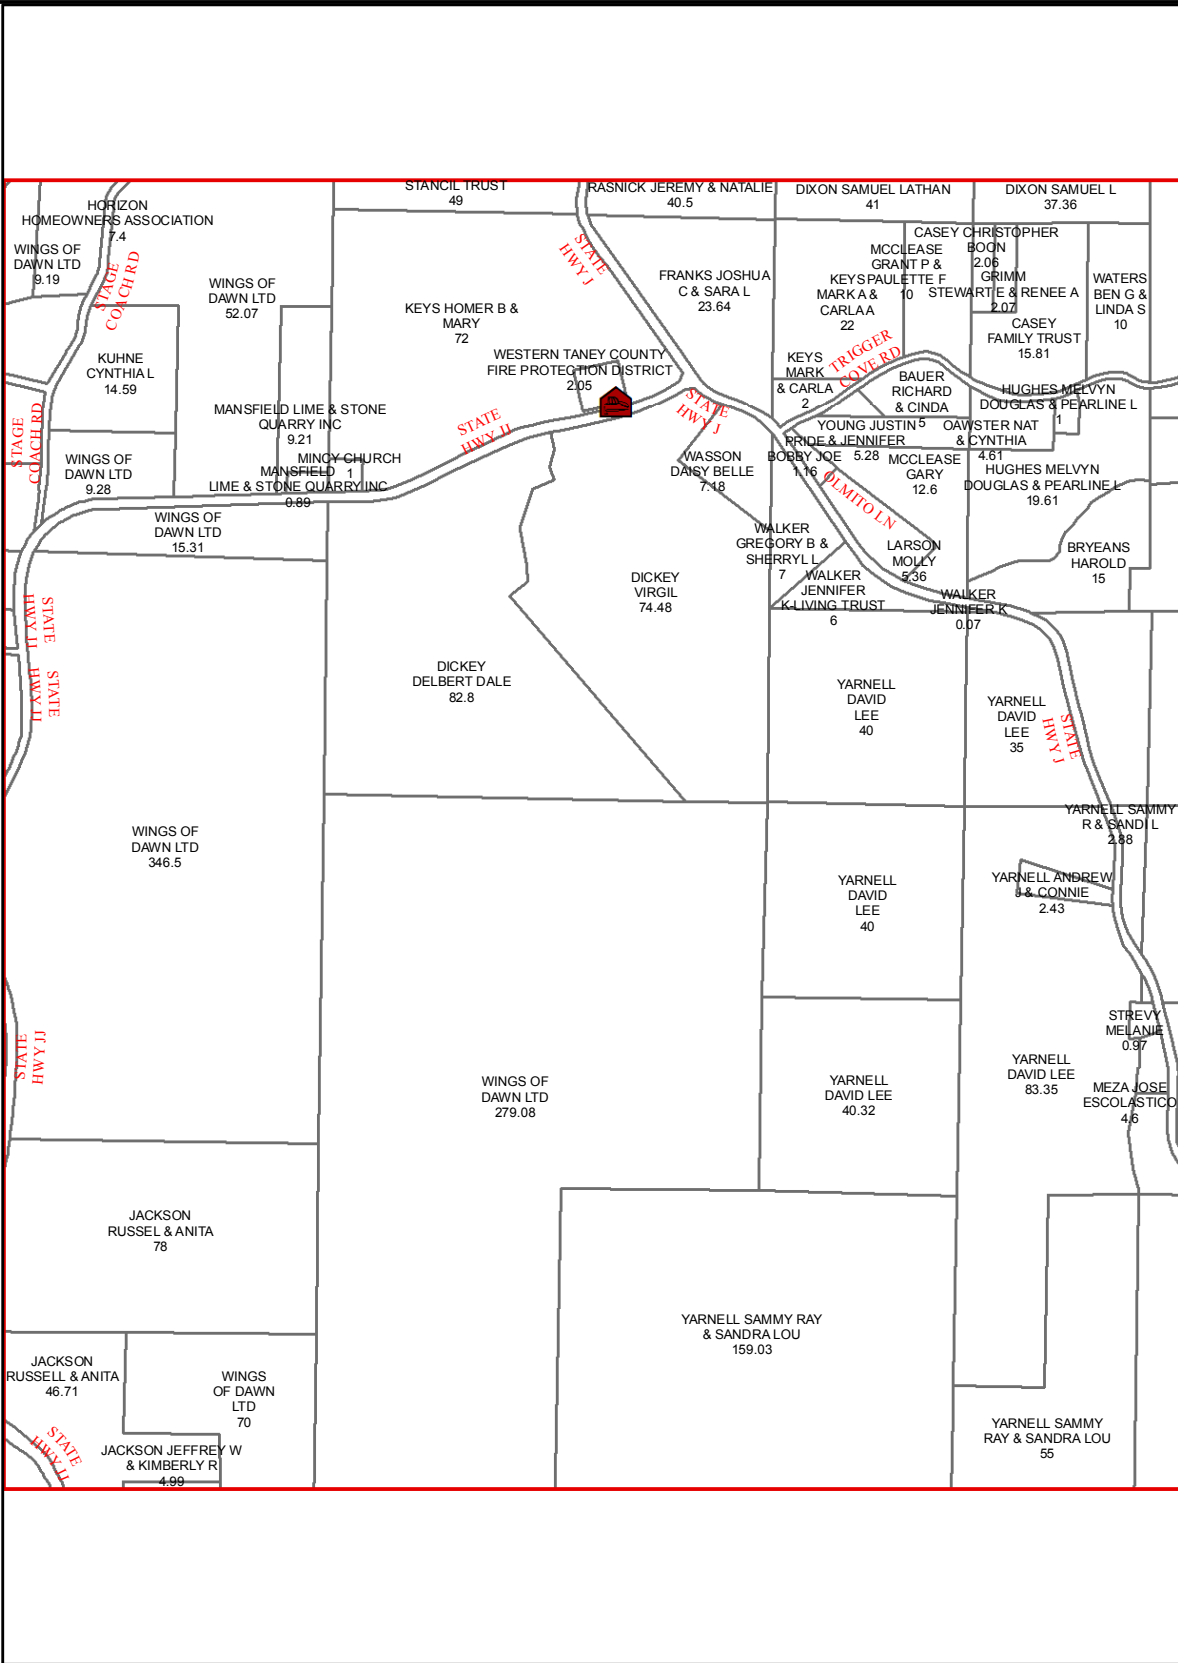 STANCIL TRUST
49
RASNICK JEREMY & NATALIE
40.5
DIXON SAMUEL LATHAN
41
DIXON SAMUEL L
37.36
HORIZON
HOMEOWNERS ASSOCIATION
7.4
WINGS OF
DAWN LTD
9.19
STAGE
COACH RD
WINGS OF
DAWN LTD
52.07
KEYS HOMER B &
MARY
72
STATE
HWY J
FRANKS JOSHUA
C & SARA L
23.64
MCCLEASE
GRANT P &
PAULETTE F
10
KEYS
MARK A &
CARLA A
22
CASEY CHRISTOPHER
BOON
2.06
GRIMM
STEWART E & RENEE A
2.07
WATERS
BEN G &
LINDA S
10
CASEY
FAMILY TRUST
15.81
KUHNE
CYNTHIA L
14.59
WESTERN TANEY COUNTY
FIRE PROTECTION DISTRICT
2.05
KEYS
MARK
& CARLA
2
TRIGGER
COVE RD
BAUER
RICHARD
& CINDA
5
HUGHES MELVYN
DOUGLAS & PEARLINE L
1
MANSFIELD LIME & STONE
QUARRY INC
9.21
STATE
HWY JJ
STATE
HWY J
YOUNG JUSTIN
& JENNIFER
5.28
OAWSTER NAT
& CYNTHIA
4.61
STAGE
COACH RD
WINGS OF
DAWN LTD
9.28
MINCY CHURCH
1
MANSFIELD
LIME & STONE QUARRY INC
0.89
WASSON
DAISY BELLE
7.18
PRIDE
BOBBY JOE
1.16
MCCLEASE
GARY
12.6
HUGHES MELVYN
DOUGLAS & PEARLINE L
19.61
OLMITO LN
WINGS OF
DAWN LTD
15.31
WALKER
GREGORY B &
SHERRYL L
7
LARSON
MOLLY
5.36
BRYEANS
HAROLD
15
DICKEY
VIRGIL
74.48
WALKER
JENNIFER
K-LIVING TRUST
6
WALKER
JENNIFER K
0.07
STATE
HWY JJ
STATE
HWY JJ
DICKEY
DELBERT DALE
82.8
YARNELL
DAVID
LEE
40
YARNELL
DAVID
LEE
35
STATE
HWY J
WINGS OF
DAWN LTD
346.5
YARNELL SAMMY
R & SANDI L
2.88
YARNELL
DAVID
LEE
40
YARNELL ANDREW
J & CONNIE
2.43
STATE
HWY JJ
STREVY
MELANIE
0.97
WINGS OF
DAWN LTD
279.08
YARNELL
DAVID LEE
40.32
YARNELL
DAVID LEE
83.35
MEZA JOSE
ESCOLASTICO
4.6
JACKSON
RUSSEL & ANITA
78
YARNELL SAMMY RAY
& SANDRA LOU
159.03
JACKSON
RUSSELL & ANITA
46.71
WINGS
OF DAWN
LTD
70
YARNELL SAMMY
RAY & SANDRA LOU
55
STATE
HWY JJ
JACKSON JEFFREY W
& KIMBERLY R
4.99